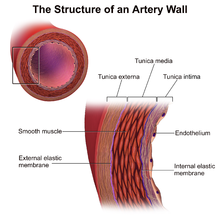 The Structure of an Artery Wall
Tunica media
Tunica externa
Tunica intima
Smooth muscle
Endothelium
External elastic
membrane
Internal elastic
membrane